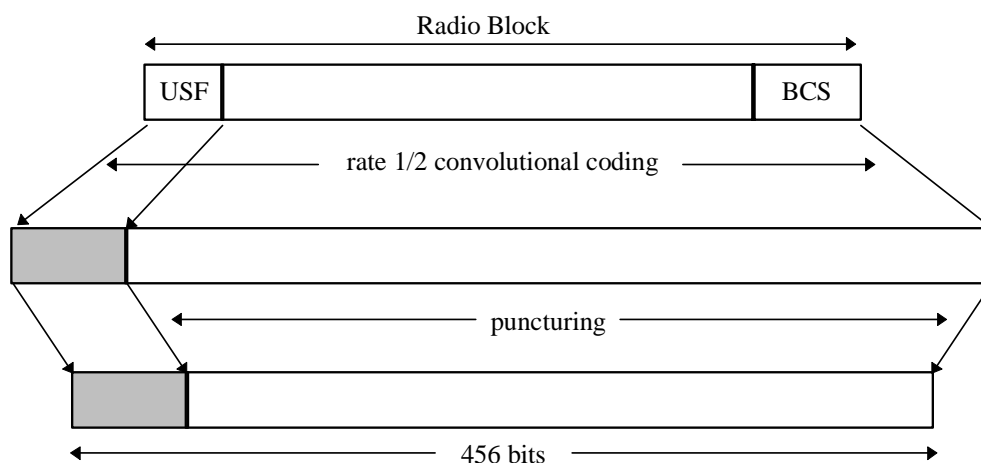 Radio Block
USF BCS
rate 1/2 convolutional coding
puncturing
456 bits